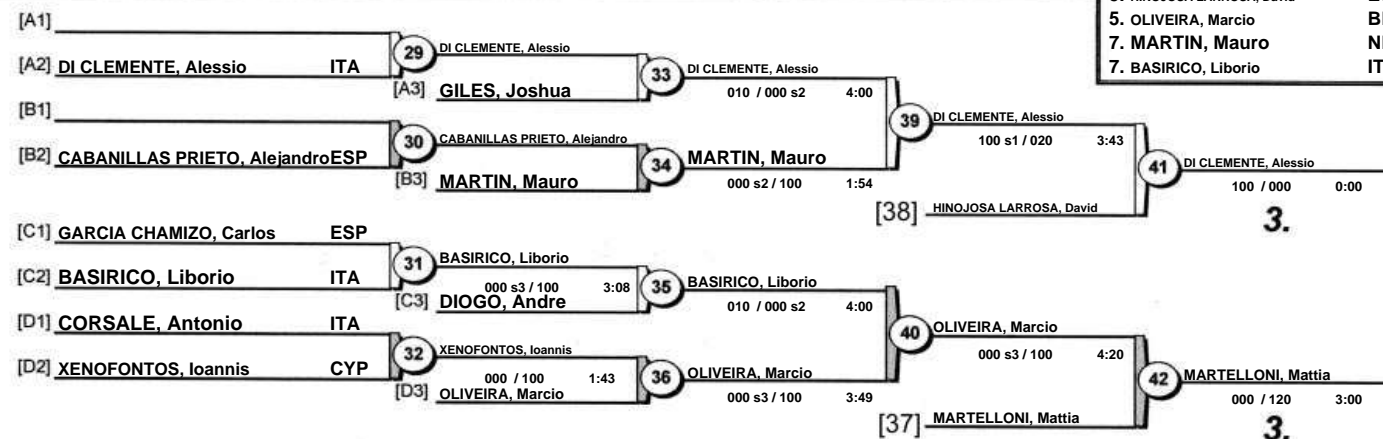 5. OLIVEIRA, Marcio
7. MARTIN, Mauro
7. BASIRICO, Liborio
[A1]
[A2] DI CLEMENTE, Alessio ITA
29 DI CLEMENTE, Alessio
[A3] GILES, Joshua
33 DI CLEMENTE, Alessio
010 / 000 s2 4:00
[B1]
[B2] CABANILLAS PRIETO, Alejandro ESP
30 CABANILLAS PRIETO, Alejandro
[B3] MARTIN, Mauro
34 MARTIN, Mauro
000 s2 / 100 1:54
39 DI CLEMENTE, Alessio
100 s1 / 020 3:43
[38] HINOJOSA LARROSA, David
41 DI CLEMENTE, Alessio
100 / 000 0:00
3.
[C1] GARCIA CHAMIZO, Carlos ESP
[C2] BASIRICO, Liborio ITA
31 BASIRICO, Liborio
000 s3 / 100 3:08
[C3] DIOGO, Andre
35 BASIRICO, Liborio
010 / 000 s2 4:00
[D1] CORSALE, Antonio ITA
[D2] XENOFONTOS, Ioannis CYP
32 XENOFONTOS, Ioannis
000 / 100 1:43
[D3] OLIVEIRA, Marcio
36 OLIVEIRA, Marcio
000 s3 / 100 3:49
40 OLIVEIRA, Marcio
000 s3 / 100 4:20
[37] MARTELLONI, Mattia
42 MARTELLONI, Mattia
000 / 120 3:00
3.